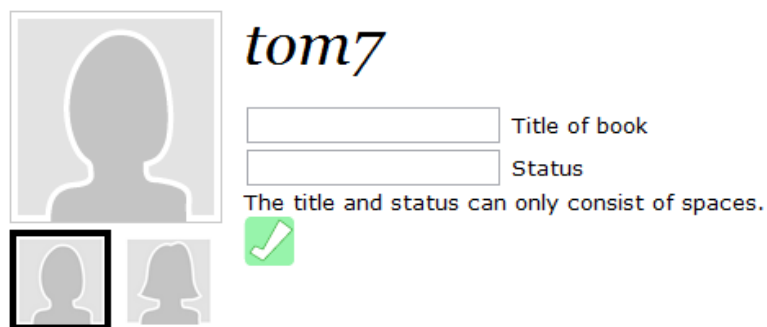 tom7
Title of book
Status
The title and status can only consist of spaces.